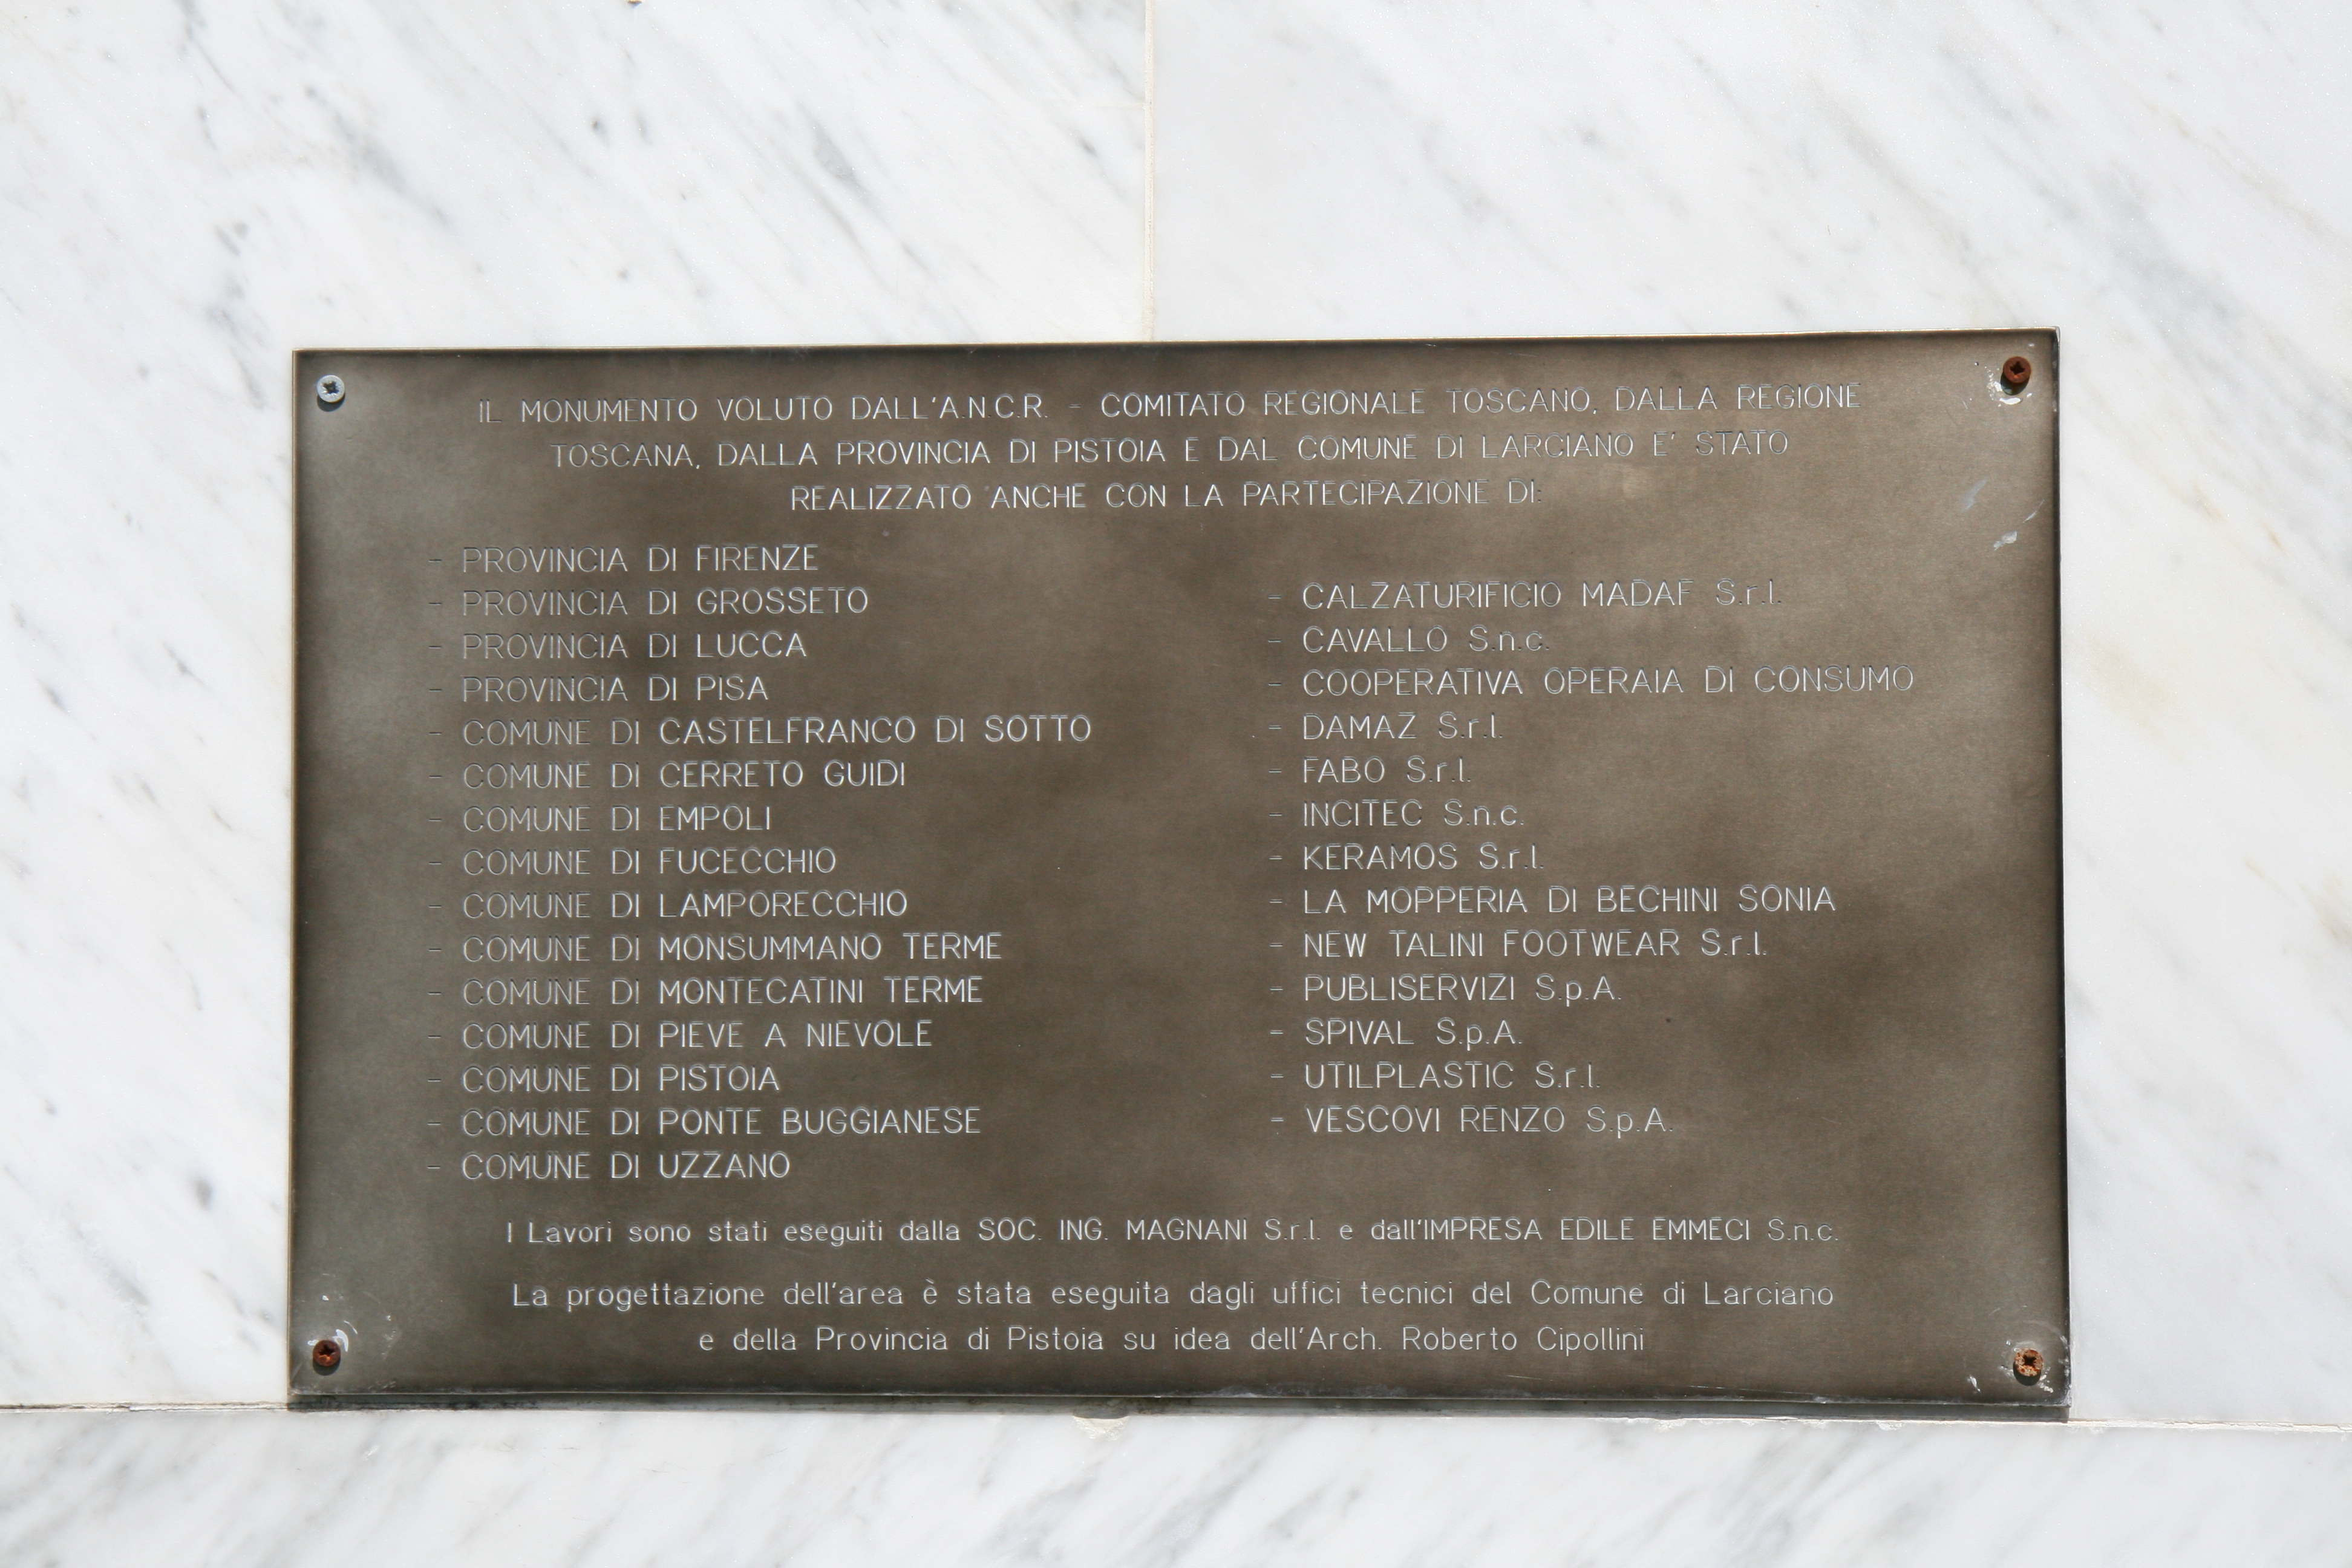 IL MONUMENTO VOLUTO DALL'A.N.C.R. - COMITATO REGIONALE TOSCANO, DALLA REGIONE
TOSCANA, DALLA PROVINCIA DI PISTOIA E DAL COMUNE DI LARCIANO E' STATO
REALIZZATO ANCHE CON LA PARTECIPAZIONE DI:
- PROVINCIA DI FIRENZE
- PROVINCIA DI GROSSETO
- PROVINCIA DI LUCCA
- PROVINCIA DI PISA
- COMUNE DI CASTELFRANCO DI SOTTO
- COMUNE DI CERRETO GUIDI
- COMUNE DI EMPOLI
- COMUNE DI FUCECCHIO
- COMUNE DI LAMPORECCHIO
- COMUNE DI MONSUMMANO TERME
- COMUNE DI MONTECATINI TERME
- COMUNE DI PIEVE A NIEVOLE
- COMUNE DI PISTOIA
- COMUNE DI PONTE BUGGIANESE
- COMUNE DI UZZANO
- CALZATURIFICIO MADAF S.r.l.
- CAVALLO S.n.c.
- COOPERATIVA OPERAIA DI CONSUMO
- DAMAZ S.r.l.
- FABO S.r.l.
- INCITEC S.n.c.
- KERAMOS S.r.l.
- LA MOPPERIA DI BECHINI SONIA
- NEW TALINI FOOTWEAR S.r.l.
- PUBLISERVIZI S.p.A.
- SPIVAL S.p.A.
- UTILPLASTIC S.r.l.
- VESCOVI RENZO S.p.A.
I Lavori sono stati eseguiti dalla SOC. ING. MAGNANI S.r.l. e dall'IMPRESA EDILE EMMECI S.n.c.
La progettazione dell'area è stata eseguita dagli uffici tecnici del Comune di Larciano
e della Provincia di Pistoia su idea dell'Arch. Roberto Cipollini